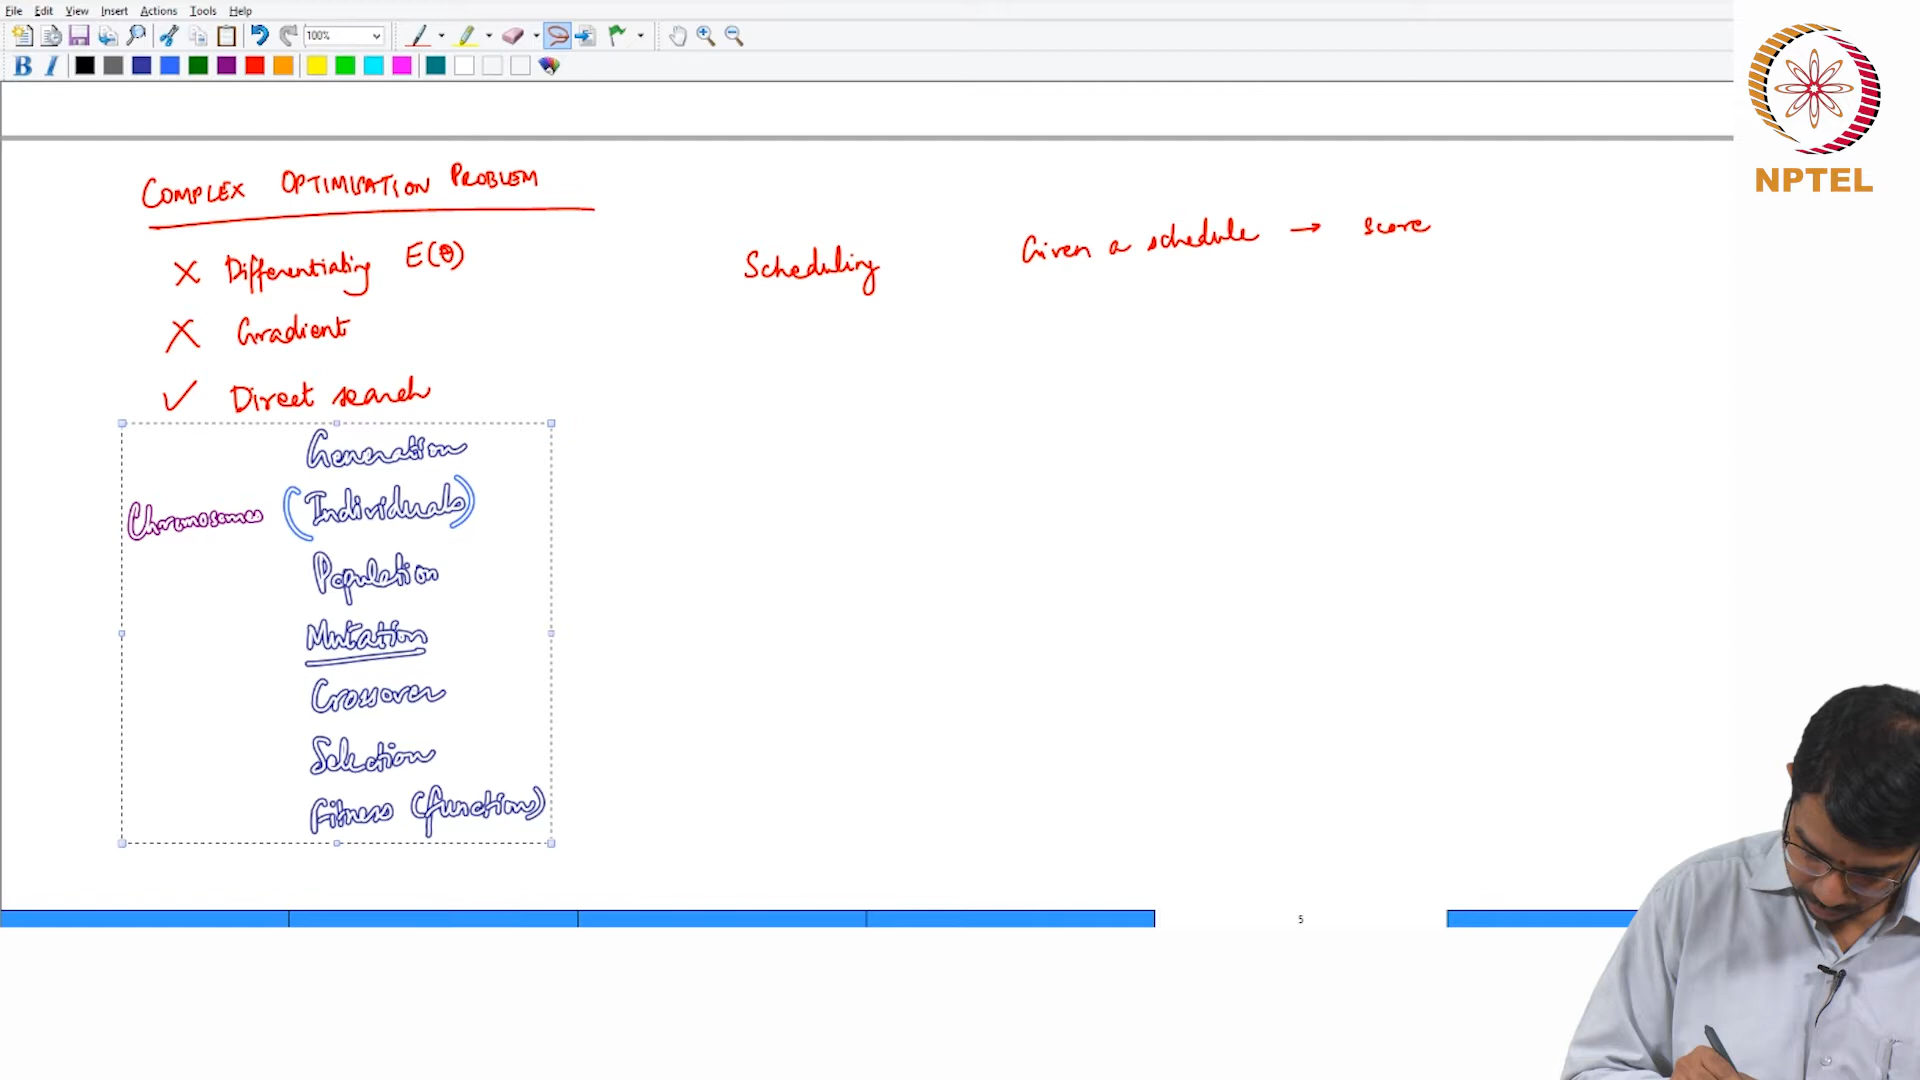 File Edit View Insert Actions Tools Help
100%
B I
NPTEL
COMPLEX OPTIMISATION PROBLEM
X Differentiating E(θ)
Scheduling
Given a schedule → score
X Gradient
✓ Direct search
Generation
Chromosomes (Individuals)
Population
Mutation
Crossover
Selection
Fitness (functions)
5